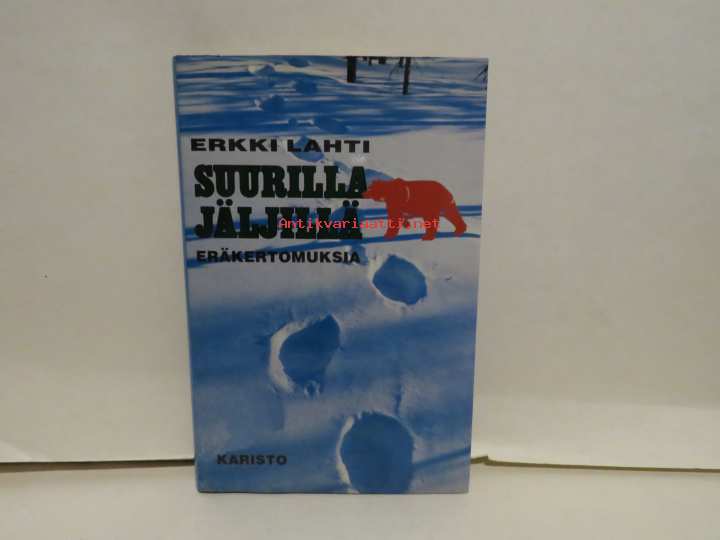 ERKKI LAHTI
SUURILLA
JÄLJILLÄ
Antikvariaatti.net
ERÄKERTOMUKSIA
KARISTO